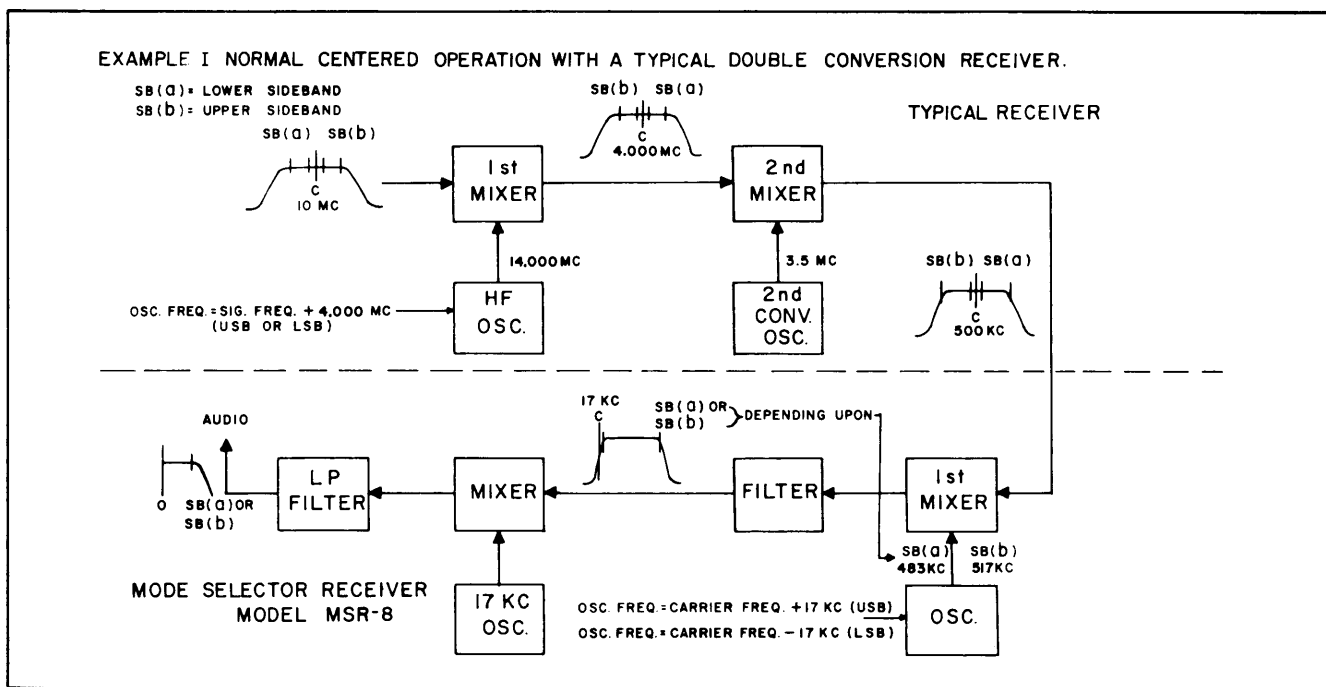 EXAMPLE I NORMAL CENTERED OPERATION WITH A TYPICAL DOUBLE CONVERSION RECEIVER.
SB(a)= LOWER SIDEBAND
SB(b)= UPPER SIDEBAND
SB(a) SB(b)
C
10 MC
1st
MIXER
SB(b) SB(a)
C
4.000 MC
2nd
MIXER
TYPICAL RECEIVER
14.000 MC
3.5 MC
OSC. FREQ.=SIG. FREQ. + 4.000 MC
(USB OR LSB)
HF
OSC.
2nd
CONV.
OSC.
SB(b) SB(a)
C
500 KC
AUDIO
O
SB(a) OR
SB(b)
LP
FILTER
MIXER
17 KC
C
SB(a) OR
SB(b)
DEPENDING UPON
FILTER
1st
MIXER
SB(a)
483KC
SB(b)
517KC
MODE SELECTOR RECEIVER
MODEL MSR-8
17 KC
OSC.
OSC. FREQ.=CARRIER FREQ. +17 KC (USB)
OSC. FREQ.= CARRIER FREQ. −17 KC (LSB)
OSC.